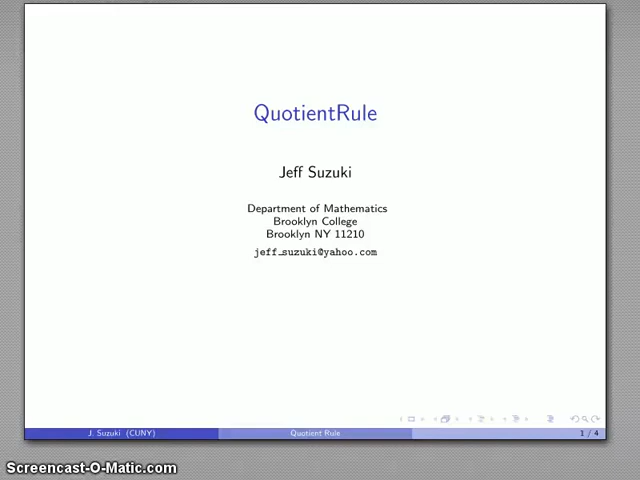 QuotientRule
Jeff Suzuki
Department of Mathematics
Brooklyn College
Brooklyn NY 11210
jeff_suzuki@yahoo.com
J. Suzuki (CUNY) Quotient Rule 1 / 4
Screencast-O-Matic.com